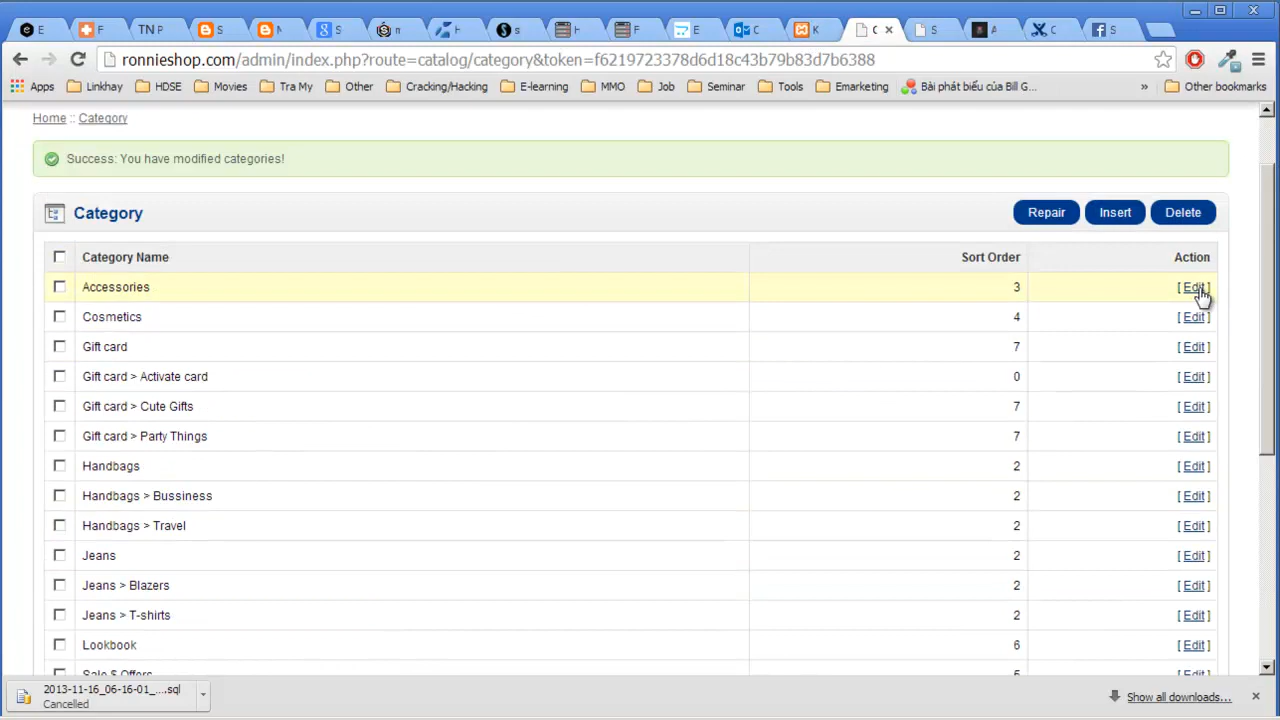 E
F
TN P
S
N
S
m
H
s
H
F
E
C
K
C
S
A
C
S
ronnieshop.com/admin/index.php?route=catalog/category&token=f6219723378d6d18c43b79b83d7b6388
Apps Linkhay HDSE Movies Tra My Other Cracking/Hacking E-learning MMO Job Seminar Tools Emarketing Bài phát biểu của Bill G... » Other bookmarks
Home :: Category
Success: You have modified categories!
Category
Repair Insert Delete
Category Name Sort Order Action
Accessories 3 [ Edit ]
Cosmetics 4 [ Edit ]
Gift card 7 [ Edit ]
Gift card > Activate card 0 [ Edit ]
Gift card > Cute Gifts 7 [ Edit ]
Gift card > Party Things 7 [ Edit ]
Handbags 2 [ Edit ]
Handbags > Bussiness 2 [ Edit ]
Handbags > Travel 2 [ Edit ]
Jeans 2 [ Edit ]
Jeans > Blazers 2 [ Edit ]
Jeans > T-shirts 2 [ Edit ]
Lookbook 6 [ Edit ]
Sale $ Offers 5 [ Edit ]
2013-11-16_06-16-01_....sql
Cancelled
Show all downloads...